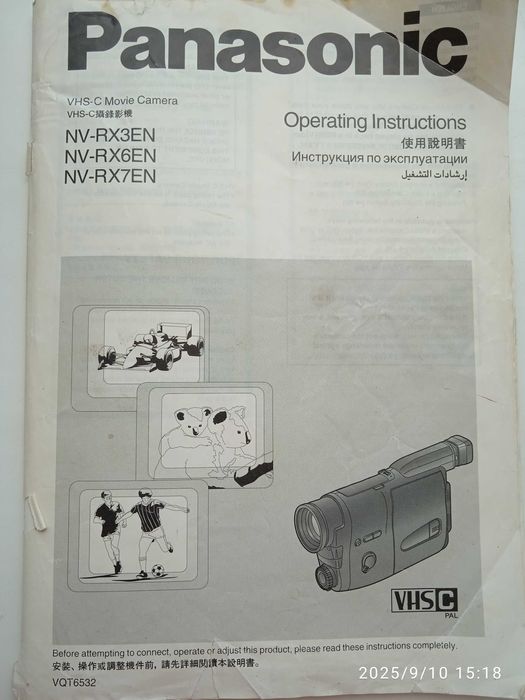 Panasonic
VHS-C Movie Camera
VHS-C攝錄影機
NV-RX3EN
NV-RX6EN
NV-RX7EN
Operating Instructions
使用說明書
Инструкция по эксплуатации
إرشادات التشغيل
VHSC
PAL
Before attempting to connect, operate or adjust this product, please read these instructions completely.
安裝、操作或調整機件前, 請先詳細閱讀本說明書。
VQT6532
2025/9/10 15:18